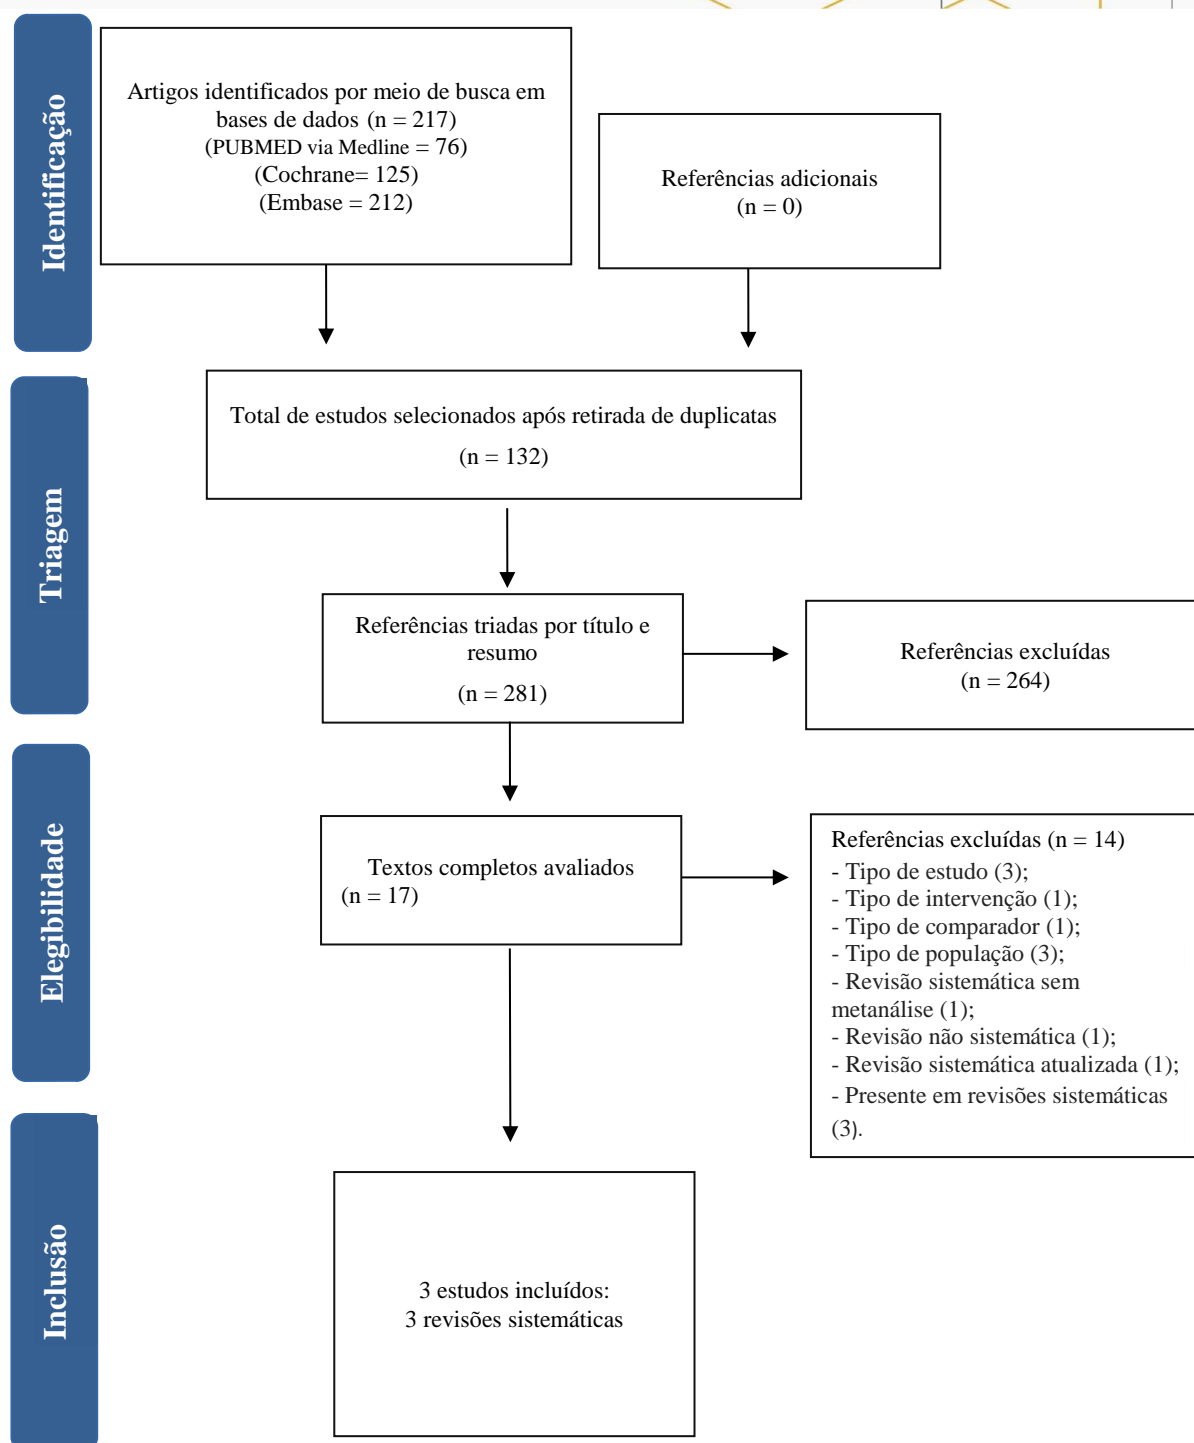 Identificação
Artigos identificados por meio de busca em
bases de dados (n = 217)
(PUBMED via Medline = 76)
(Cochrane= 125)
(Embase = 212)
Referências adicionais
(n = 0)
Triagem
Total de estudos selecionados após retirada de duplicatas
(n = 132)
Referências triadas por título e
resumo
(n = 281)
Referências excluídas
(n = 264)
Elegibilidade
Textos completos avaliados
(n = 17)
Referências excluídas (n = 14)
- Tipo de estudo (3);
- Tipo de intervenção (1);
- Tipo de comparador (1);
- Tipo de população (3);
- Revisão sistemática sem
metanálise (1);
- Revisão não sistemática (1);
- Revisão sistemática atualizada (1);
- Presente em revisões sistemáticas
(3).
Inclusão
3 estudos incluídos:
3 revisões sistemáticas